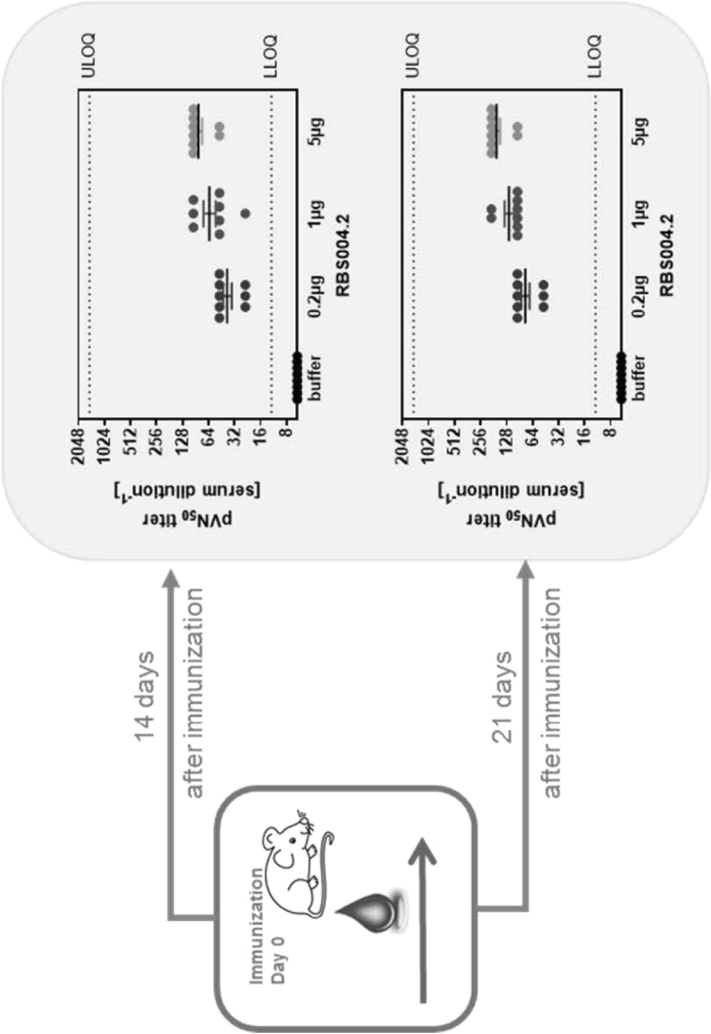 Immunization
Day 0
14 days
after immunization
21 days
after immunization
pVN50 titer
[serum dilution-1]
2048
1024
512
256
128
64
32
16
8
ULOQ
LLOQ
buffer
0.2µg
1µg
5µg
RBS004.2
pVN50 titer
[serum dilution-1]
2048
1024
512
256
128
64
32
16
8
ULOQ
LLOQ
buffer
0.2µg
1µg
5µg
RBS004.2